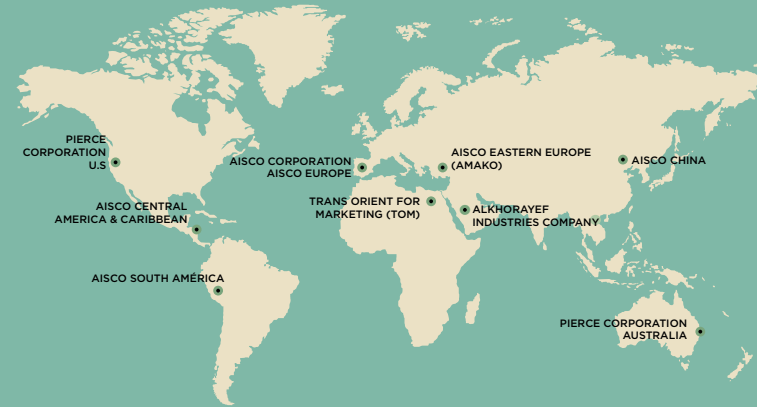 PIERCE
CORPORATION
U.S
AISCO CORPORATION
AISCO EUROPE
AISCO EASTERN EUROPE
(AMAKO)
AISCO CHINA
AISCO CENTRAL
AMERICA & CARIBBEAN
TRANS ORIENT FOR
MARKETING (TOM)
ALKHORAYEF
INDUSTRIES COMPANY
AISCO SOUTH AMÉRICA
PIERCE CORPORATION
AUSTRALIA